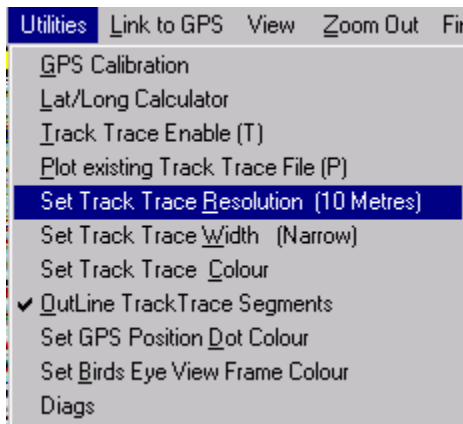 Utilities Link to GPS View Zoom Out
GPS Calibration
Lat/Long Calculator
Track Trace Enable (T)
Plot existing Track Trace File (P)
Set Track Trace Resolution (10 Metres)
Set Track Trace Width (Narrow)
Set Track Trace Colour
OutLine TrackTrace Segments
Set GPS Position Dot Colour
Set Birds Eye View Frame Colour
Diags